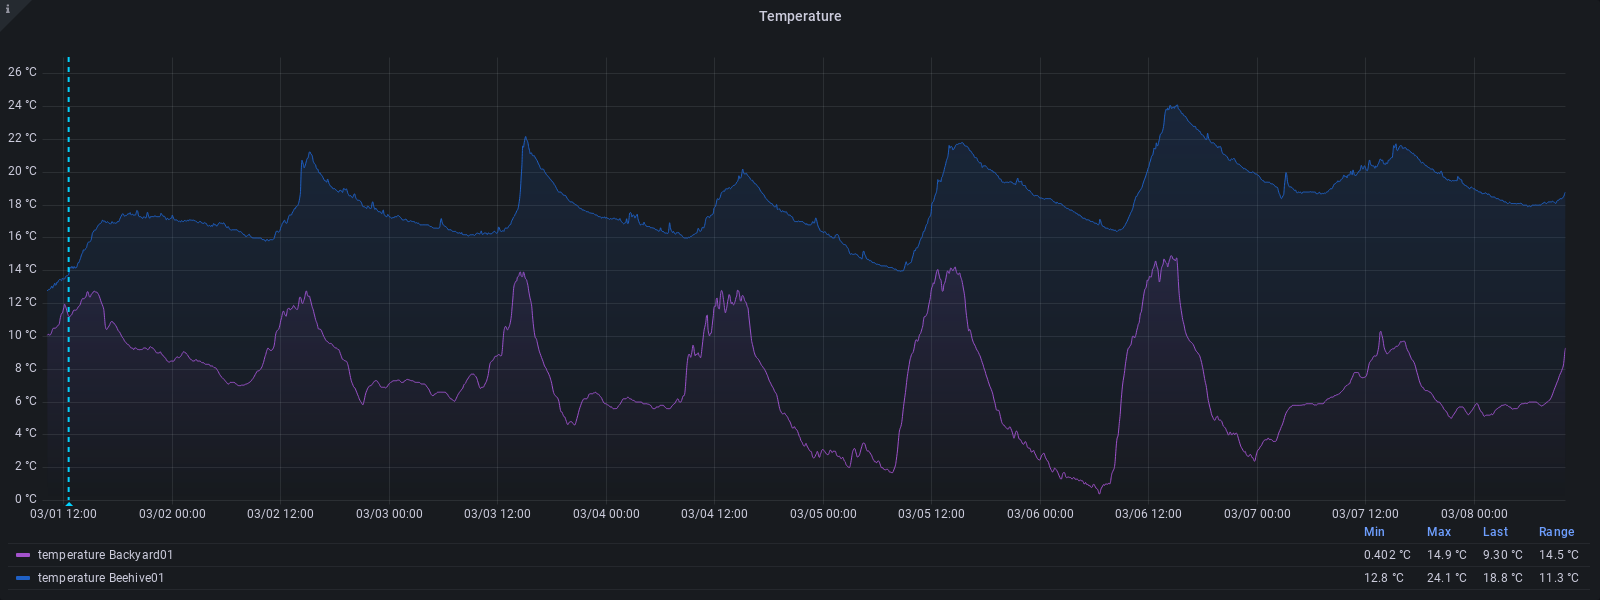 i
Temperature
26 °C
24 °C
22 °C
20 °C
18 °C
16 °C
14 °C
12 °C
10 °C
8 °C
6 °C
4 °C
2 °C
0 °C
03/01 12:00 03/02 00:00 03/02 12:00 03/03 00:00 03/03 12:00 03/04 00:00 03/04 12:00 03/05 00:00 03/05 12:00 03/06 00:00 03/06 12:00 03/07 00:00 03/07 12:00 03/08 00:00
Min Max Last Range
temperature Backyard01 0.402 °C 14.9 °C 9.30 °C 14.5 °C
temperature Beehive01 12.8 °C 24.1 °C 18.8 °C 11.3 °C